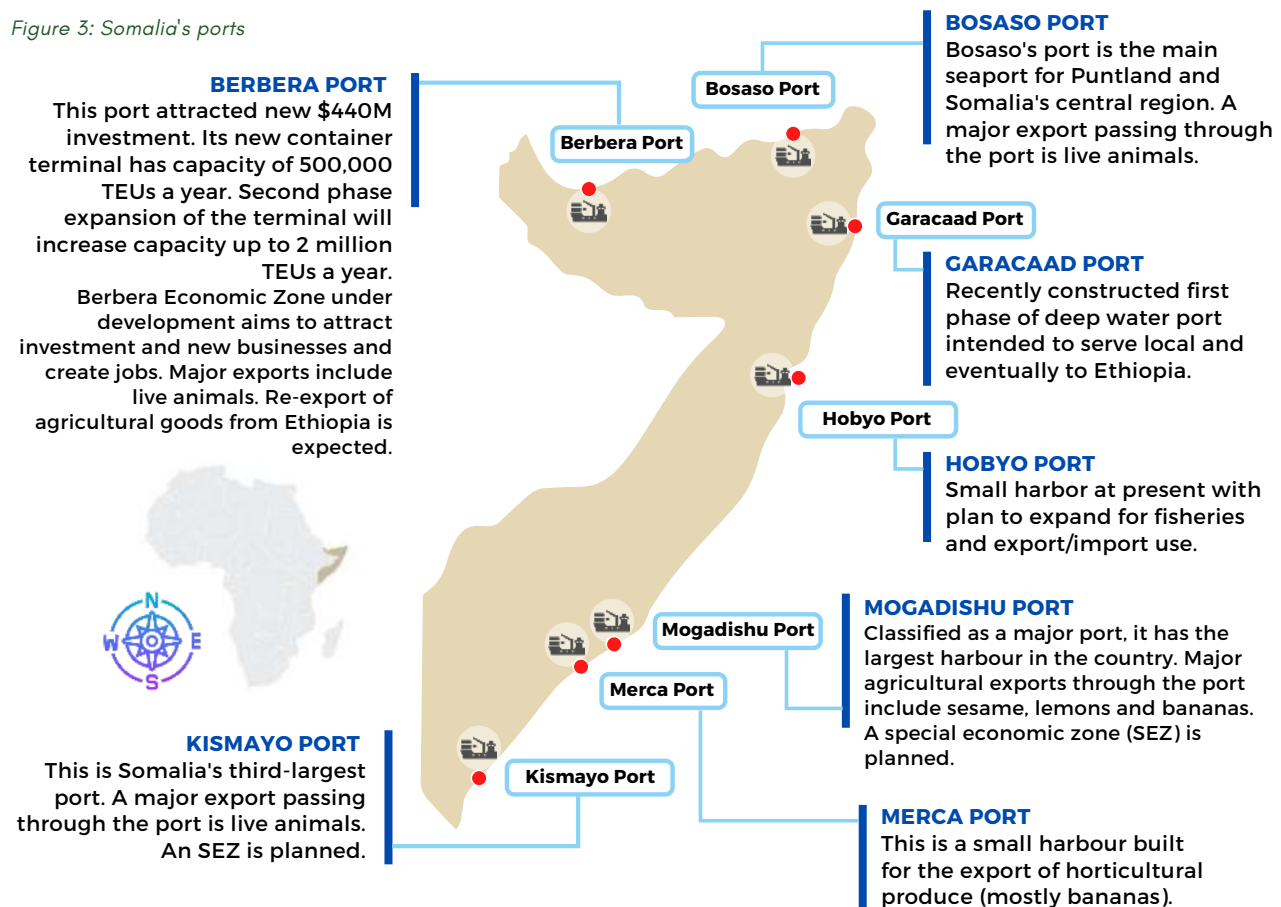 Figure 3: Somalia's ports
BERBERA PORT
This port attracted new $440M
investment. Its new container
terminal has capacity of 500,000
TEUs a year. Second phase
expansion of the terminal will
increase capacity up to 2 million
TEUs a year.
Berbera Economic Zone under
development aims to attract
investment and new businesses and
create jobs. Major exports include
live animals. Re-export of
agricultural goods from Ethiopia is
expected.
Berbera Port
Bosaso Port
BOSASO PORT
Bosaso's port is the main
seaport for Puntland and
Somalia's central region. A
major export passing through
the port is live animals.
Garacaad Port
GARACAAD PORT
Recently constructed first
phase of deep water port
intended to serve local and
eventually to Ethiopia.
Hobyo Port
HOBYO PORT
Small harbor at present with
plan to expand for fisheries
and export/import use.
Mogadishu Port
MOGADISHU PORT
Classified as a major port, it has the
largest harbour in the country. Major
agricultural exports through the port
include sesame, lemons and bananas.
A special economic zone (SEZ) is
planned.
Merca Port
MERCA PORT
This is a small harbour built
for the export of horticultural
produce (mostly bananas).
Kismayo Port
KISMAYO PORT
This is Somalia's third-largest
port. A major export passing
through the port is live animals.
An SEZ is planned.
N
W E
S